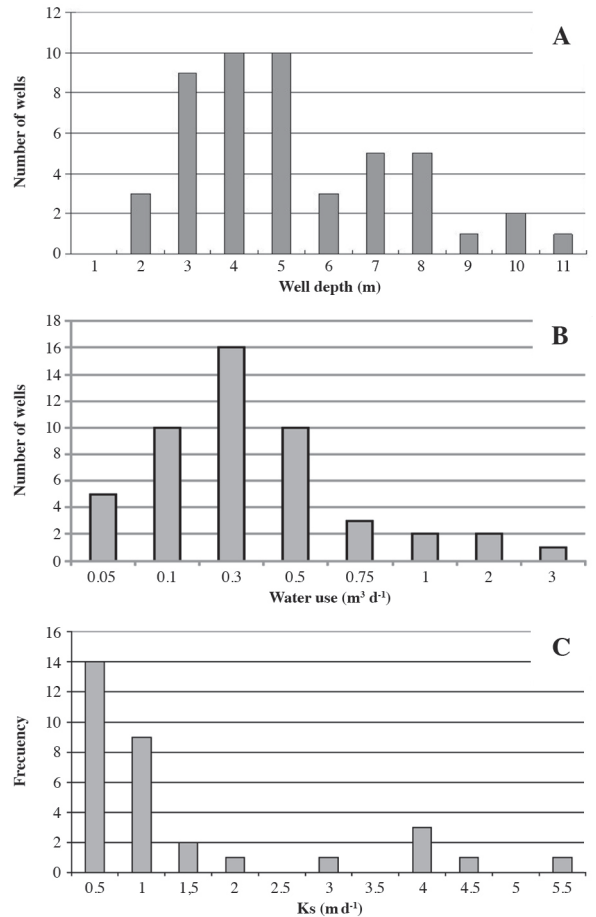 A
12
10
8
6
4
2
0
Number of wells
1 2 3 4 5 6 7 8 9 10 11
Well depth (m)
B
18
16
14
12
10
8
6
4
2
0
Number of wells
0.05 0.1 0.3 0.5 0.75 1 2 3
Water use (m³ d⁻¹)
C
16
14
12
10
8
6
4
2
0
Frecuency
0.5 1 1,5 2 2.5 3 3.5 4 4.5 5 5.5
Ks (m d⁻¹)